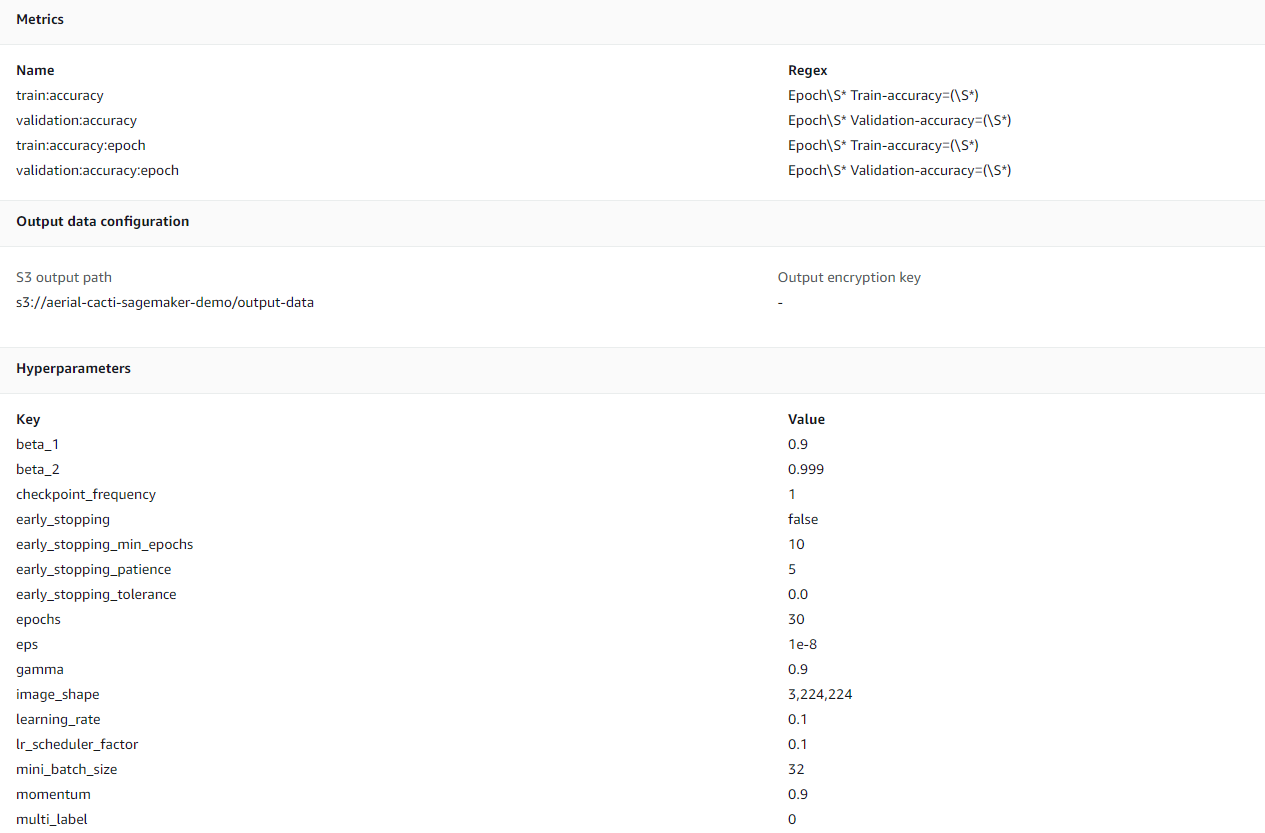 Metrics
Name Regex
train:accuracy Epoch\S* Train-accuracy=(\S*)
validation:accuracy Epoch\S* Validation-accuracy=(\S*)
train:accuracy:epoch Epoch\S* Train-accuracy=(\S*)
validation:accuracy:epoch Epoch\S* Validation-accuracy=(\S*)
Output data configuration
S3 output path Output encryption key
s3://aerial-cacti-sagemaker-demo/output-data -
Hyperparameters
Key Value
beta_1 0.9
beta_2 0.999
checkpoint_frequency 1
early_stopping false
early_stopping_min_epochs 10
early_stopping_patience 5
early_stopping_tolerance 0.0
epochs 30
eps 1e-8
gamma 0.9
image_shape 3,224,224
learning_rate 0.1
lr_scheduler_factor 0.1
mini_batch_size 32
momentum 0.9
multi_label 0